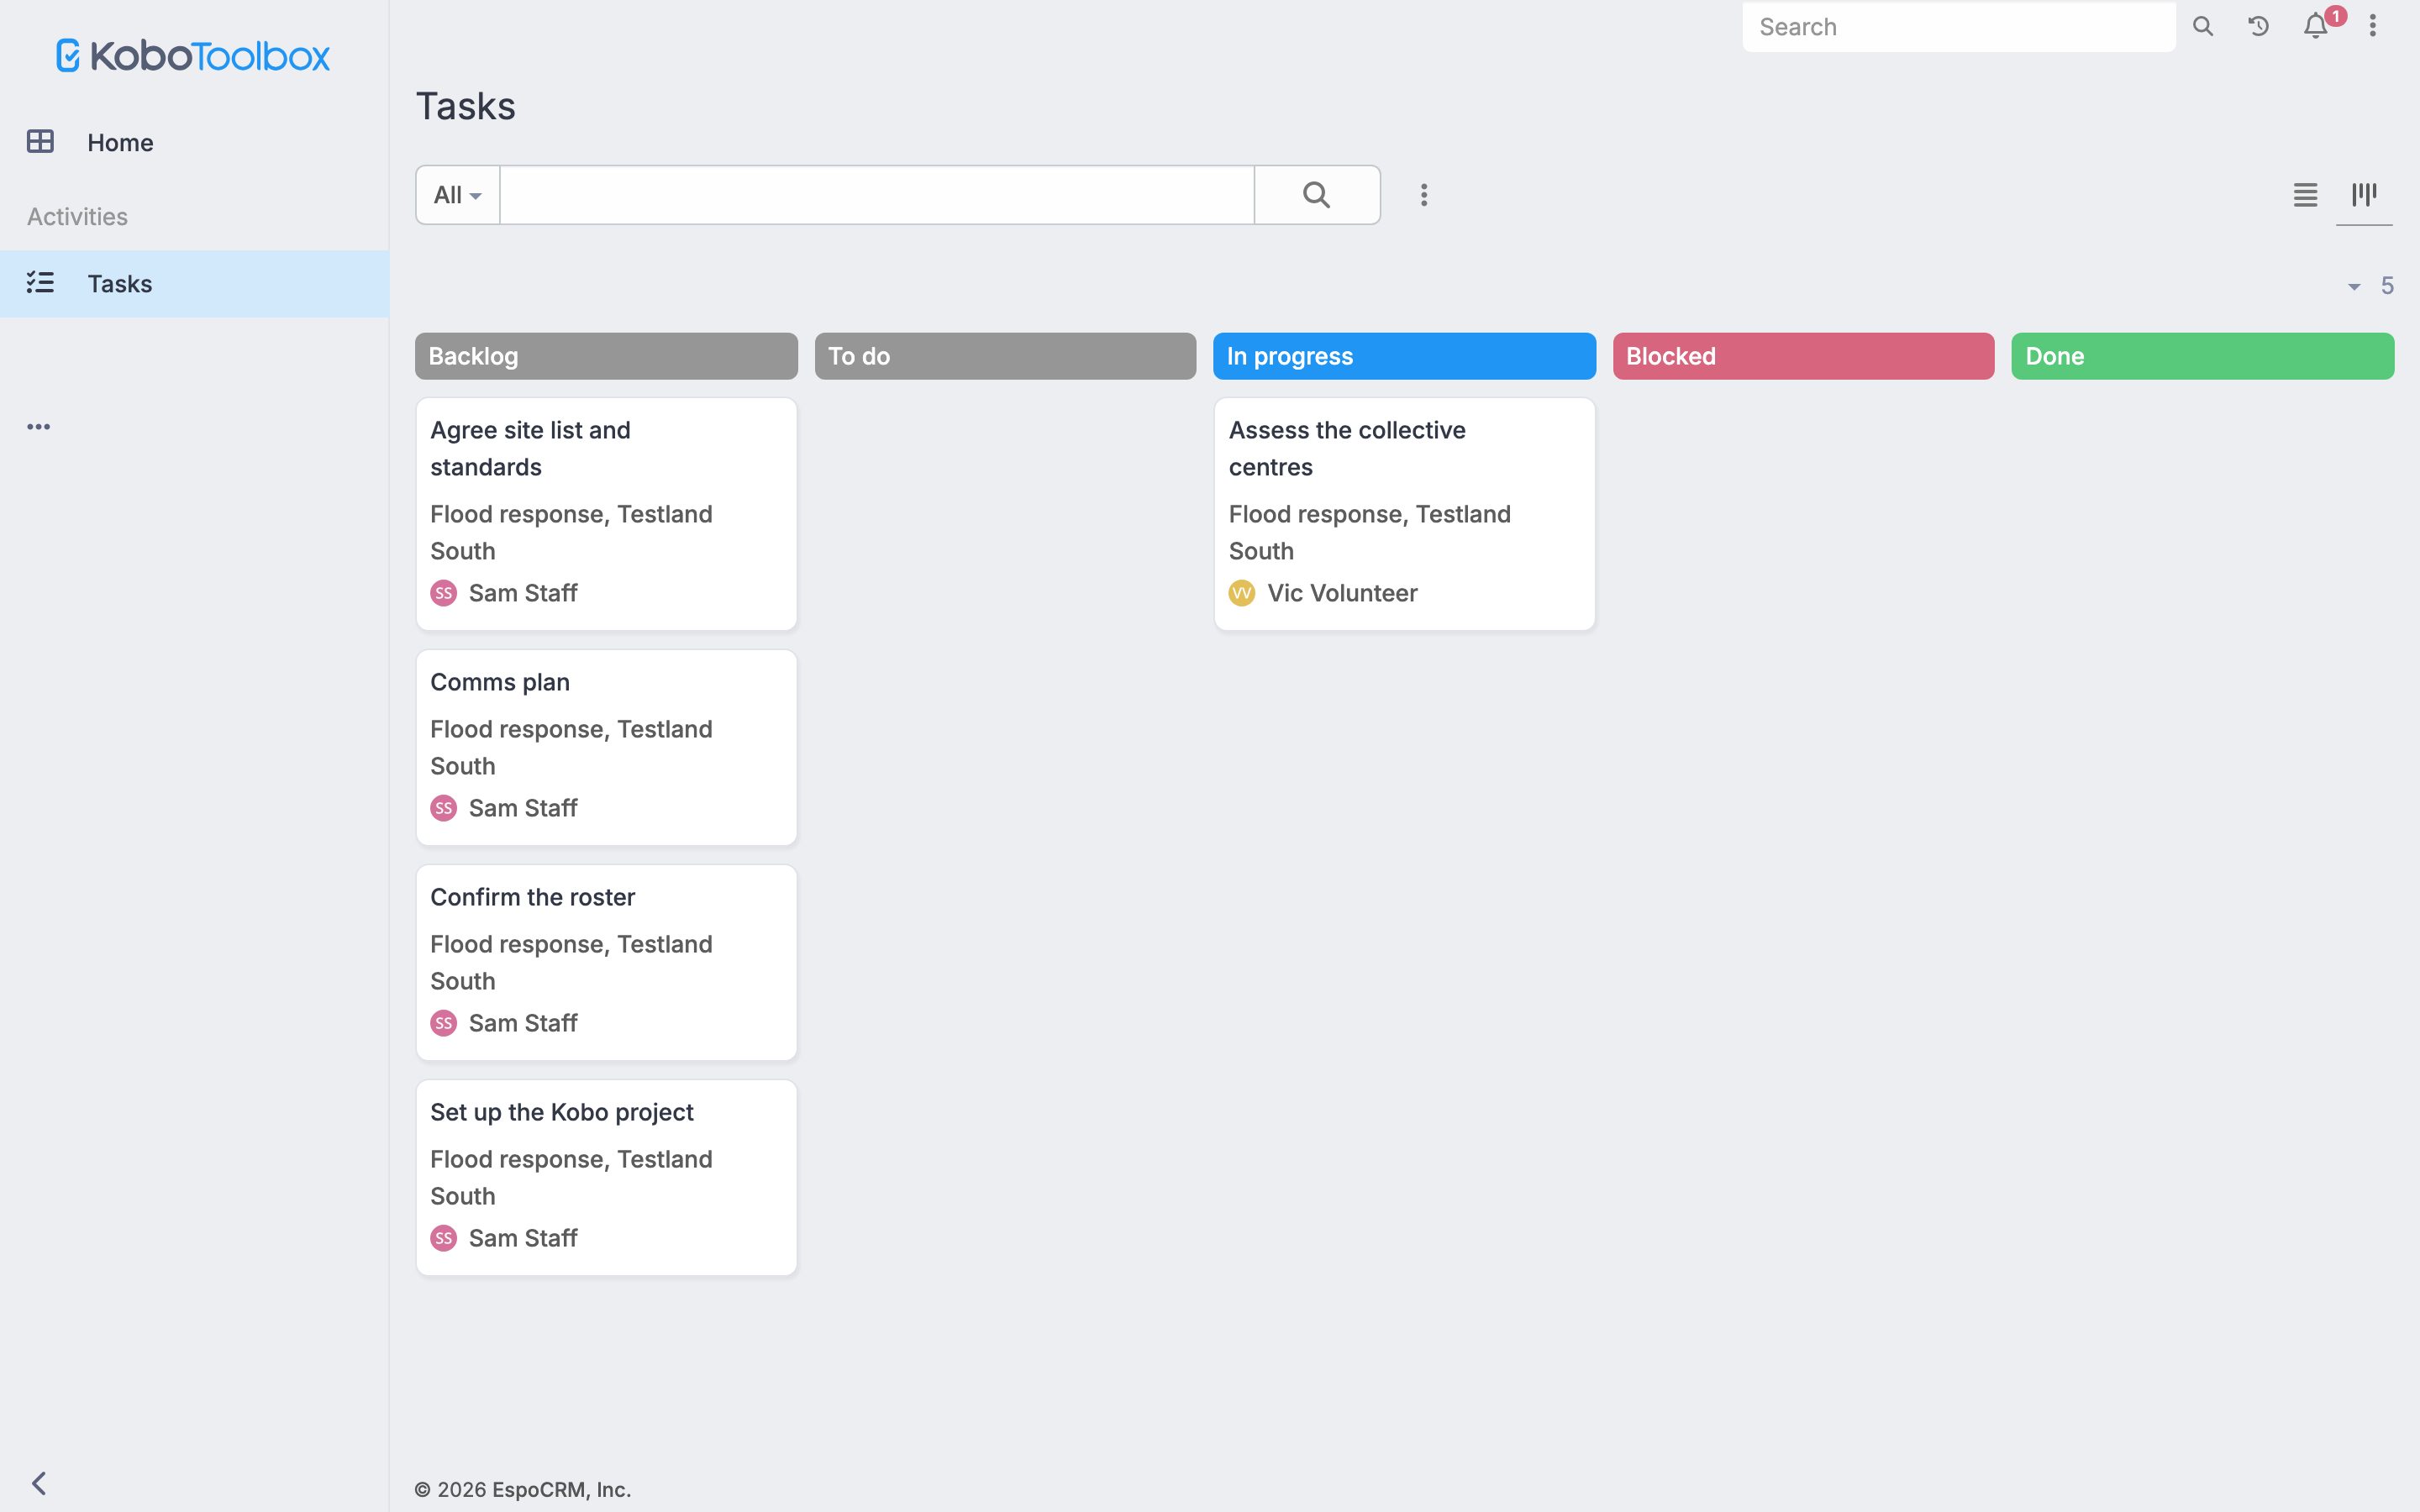 KoboToolbox
Search
1
Home
Activities
Tasks
Tasks
All
5
Backlog
To do
In progress
Blocked
Done
Agree site list and
standards
Flood response, Testland
South
SS Sam Staff
Comms plan
Flood response, Testland
South
SS Sam Staff
Confirm the roster
Flood response, Testland
South
SS Sam Staff
Set up the Kobo project
Flood response, Testland
South
SS Sam Staff
Assess the collective
centres
Flood response, Testland
South
VV Vic Volunteer
© 2026 EspoCRM, Inc.